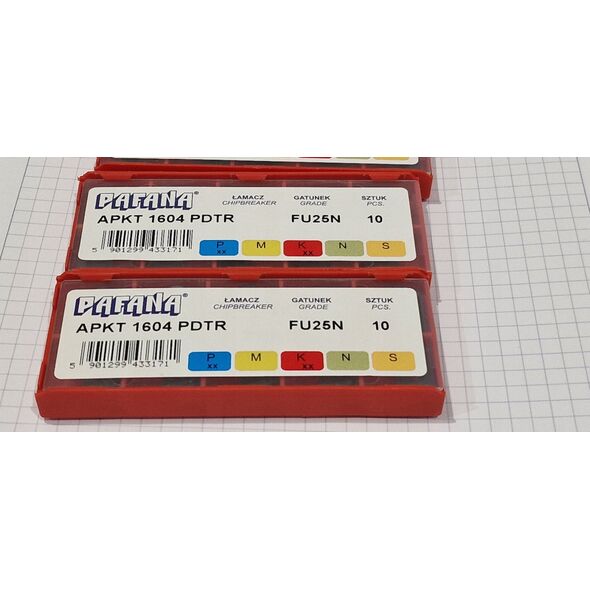 PAFANA®
ŁAMACZ GATUNEK SZTUK
CHIPBREAKER GRADE PCS.
APKT 1604 PDTR FU25N 10
5 901299 433171
P M K N S
xx xx
PAFANA®
ŁAMACZ GATUNEK SZTUK
CHIPBREAKER GRADE PCS.
APKT 1604 PDTR FU25N 10
5 901299 433171
P M K N S
xx xx